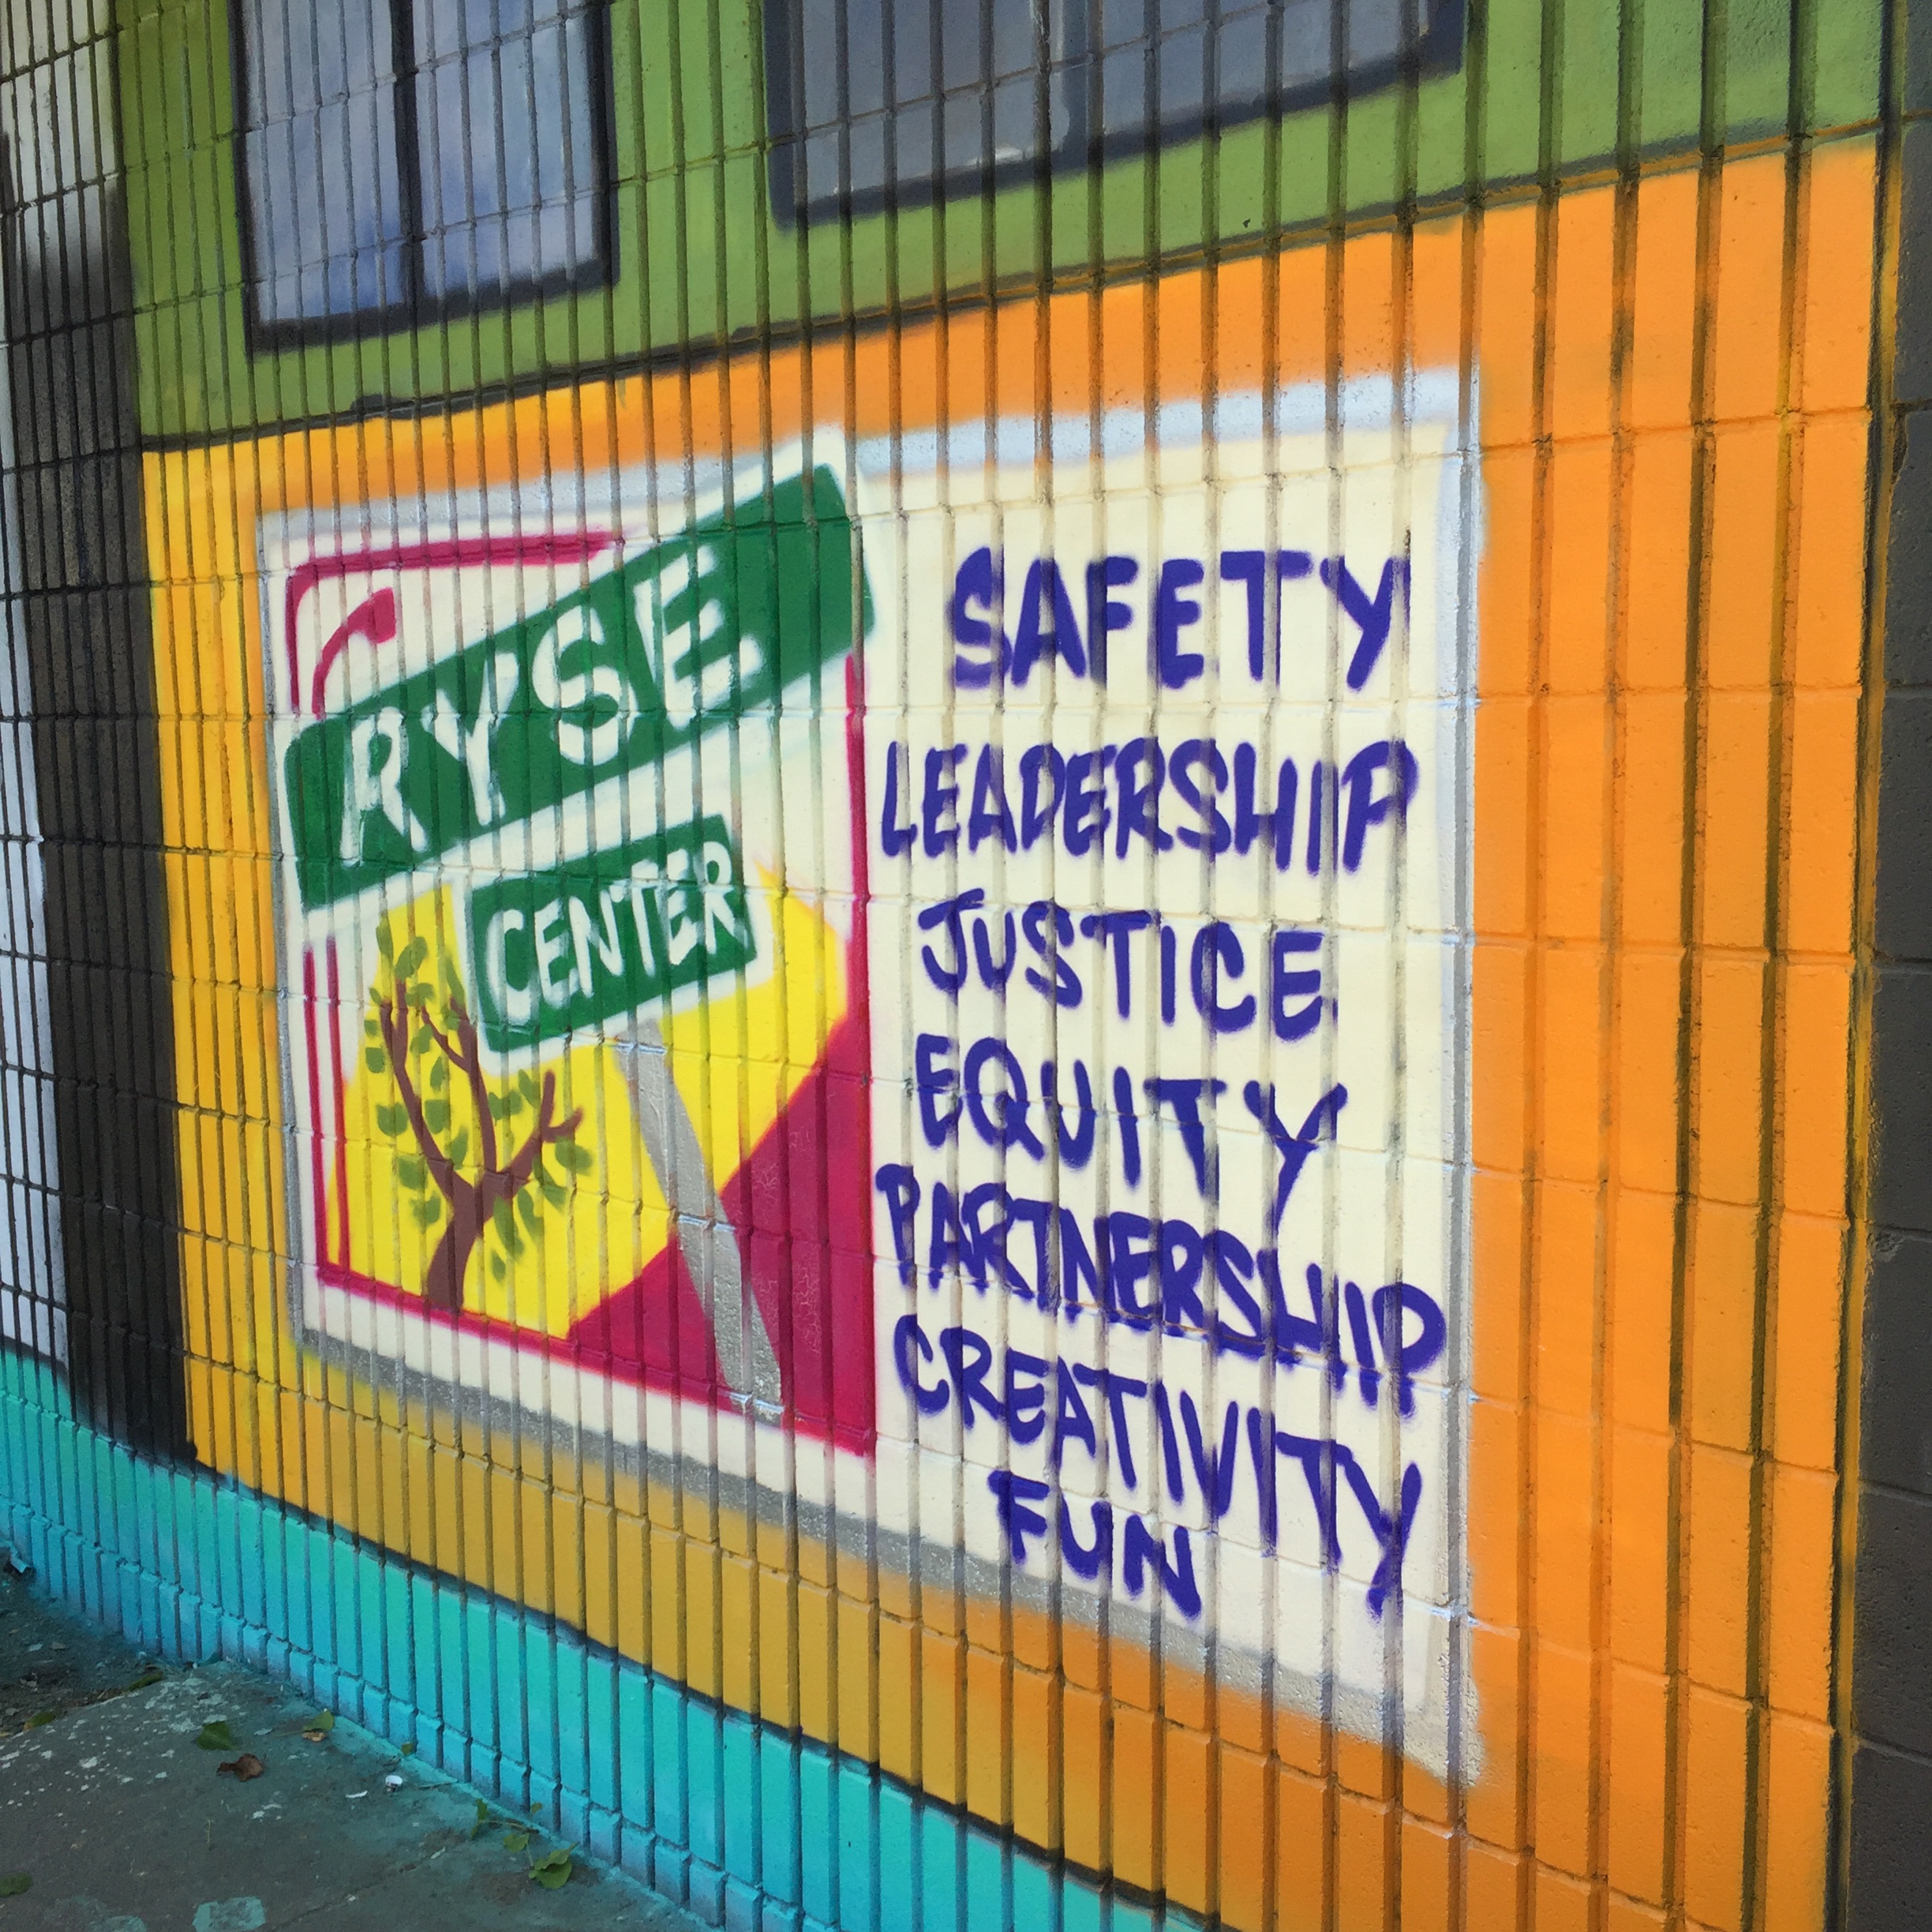 RYSE
CENTER
SAFETY
LEADERSHIP
JUSTICE
EQUITY
PARTNERSHIP
CREATIVITY
FUN